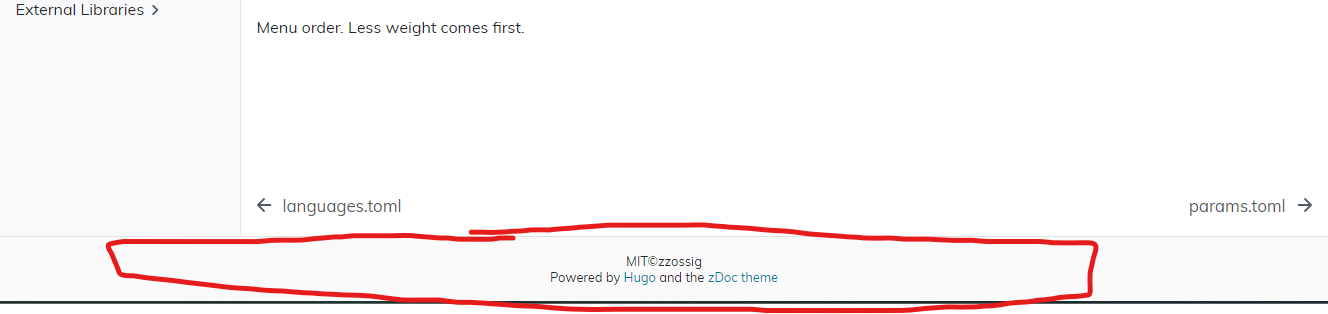 External Libraries
Menu order. Less weight comes first.
languages.toml
params.toml
MIT©zzossig
Powered by Hugo and the zDoc theme